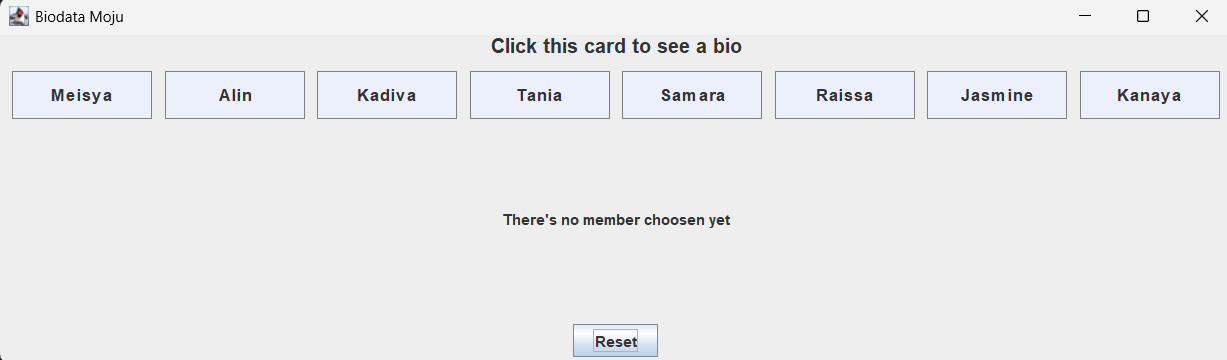 Biodata Moju
Click this card to see a bio
Meisya Alin Kadiva Tania Samara Raissa Jasmine Kanaya
There's no member choosen yet
Reset